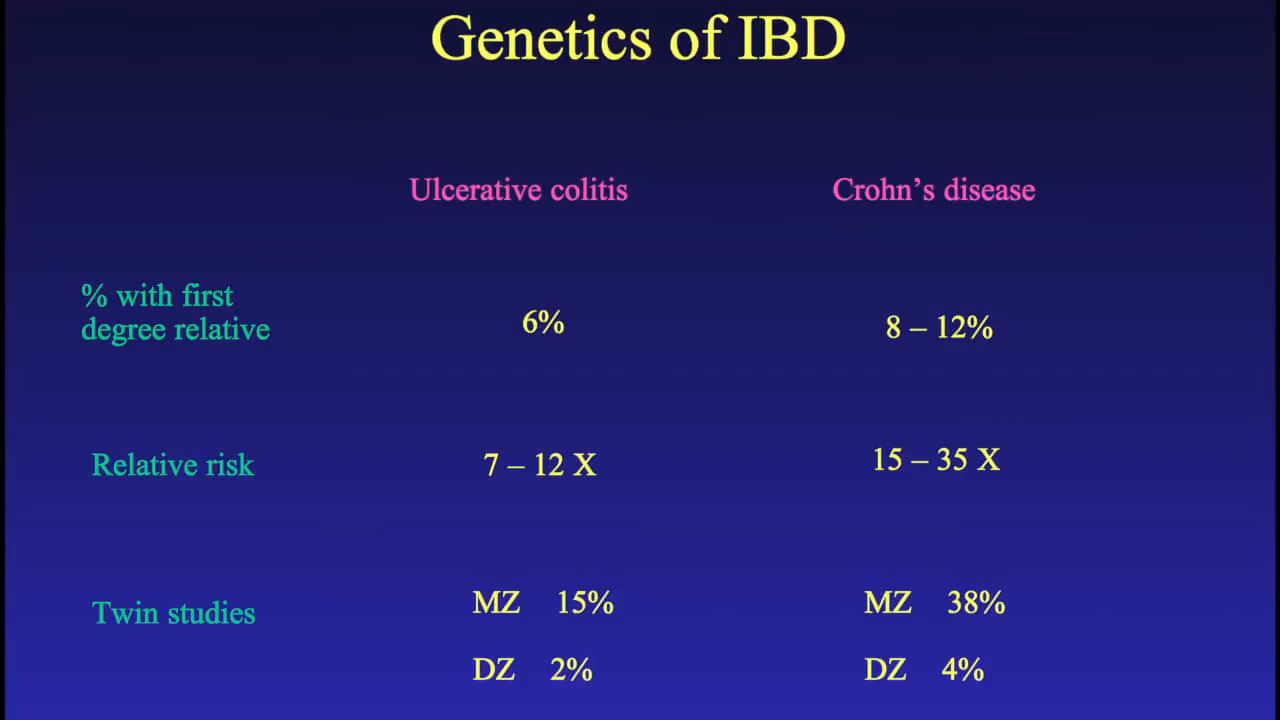 Genetics of IBD
Ulcerative colitis Crohn’s disease
% with first
degree relative
6% 8 – 12%
Relative risk 7 – 12 X 15 – 35 X
Twin studies
MZ 15% MZ 38%
DZ 2% DZ 4%